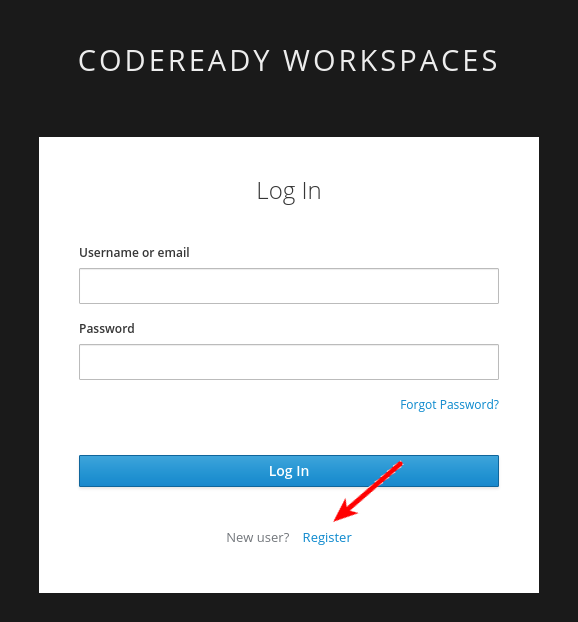 CODEREADY WORKSPACES
Log In
Username or email
Password
Forgot Password?
Log In
New user? Register